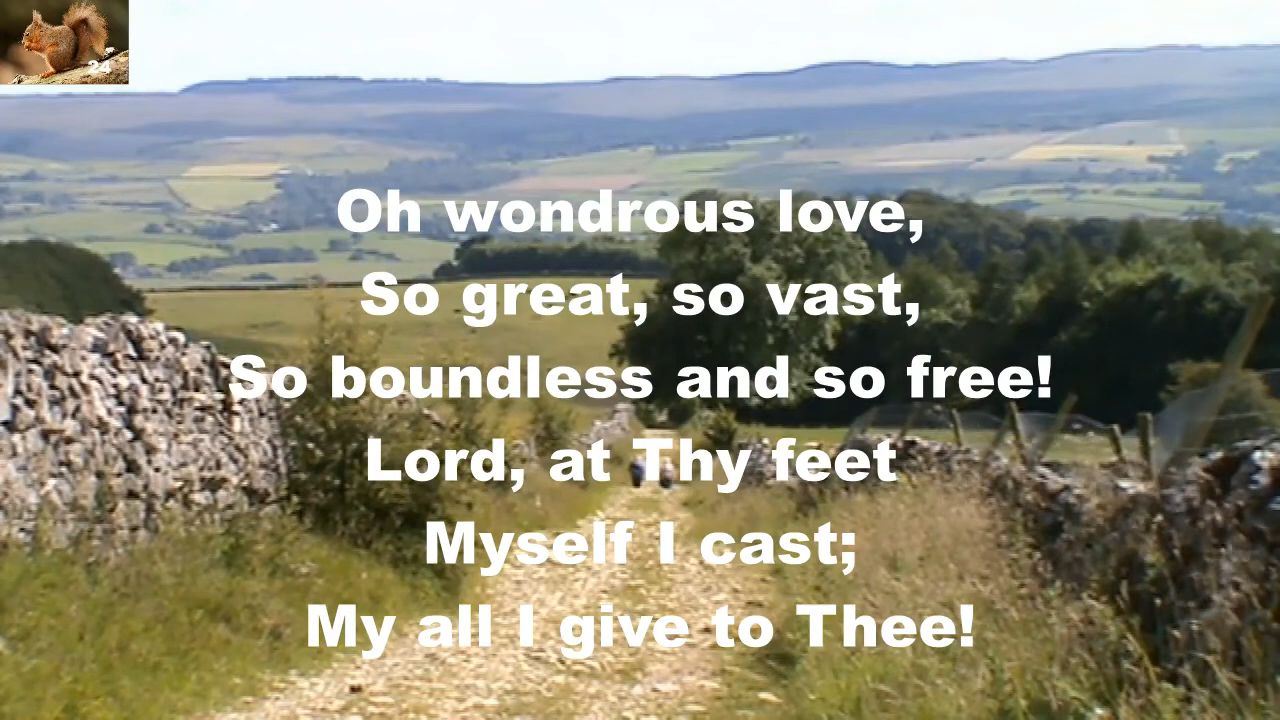 24
Oh wondrous love,
So great, so vast,
So boundless and so free!
Lord, at Thy feet
Myself I cast;
My all I give to Thee!